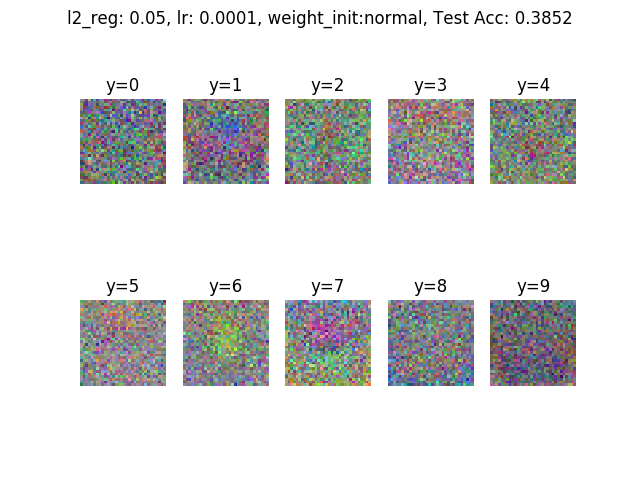 l2_reg: 0.05, lr: 0.0001, weight_init:normal, Test Acc: 0.3852
y=0 y=1 y=2 y=3 y=4
y=5 y=6 y=7 y=8 y=9